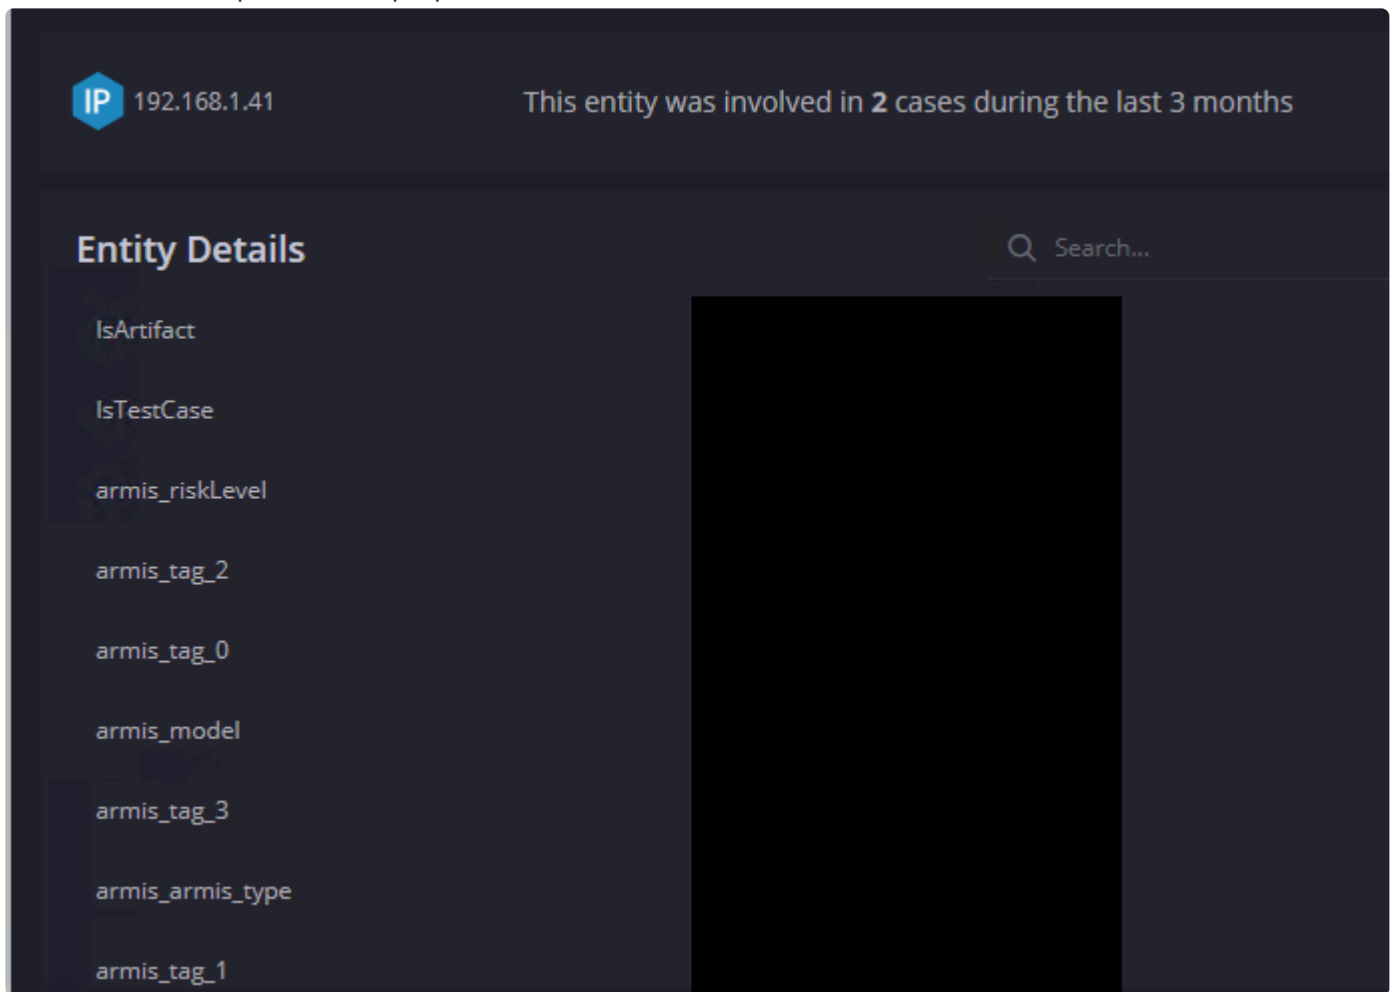 IP 192.168.1.41 This entity was involved in 2 cases during the last 3 months
Entity Details Search...
IsArtifact
IsTestCase
armis_riskLevel
armis_tag_2
armis_tag_0
armis_model
armis_tag_3
armis_armis_type
armis_tag_1